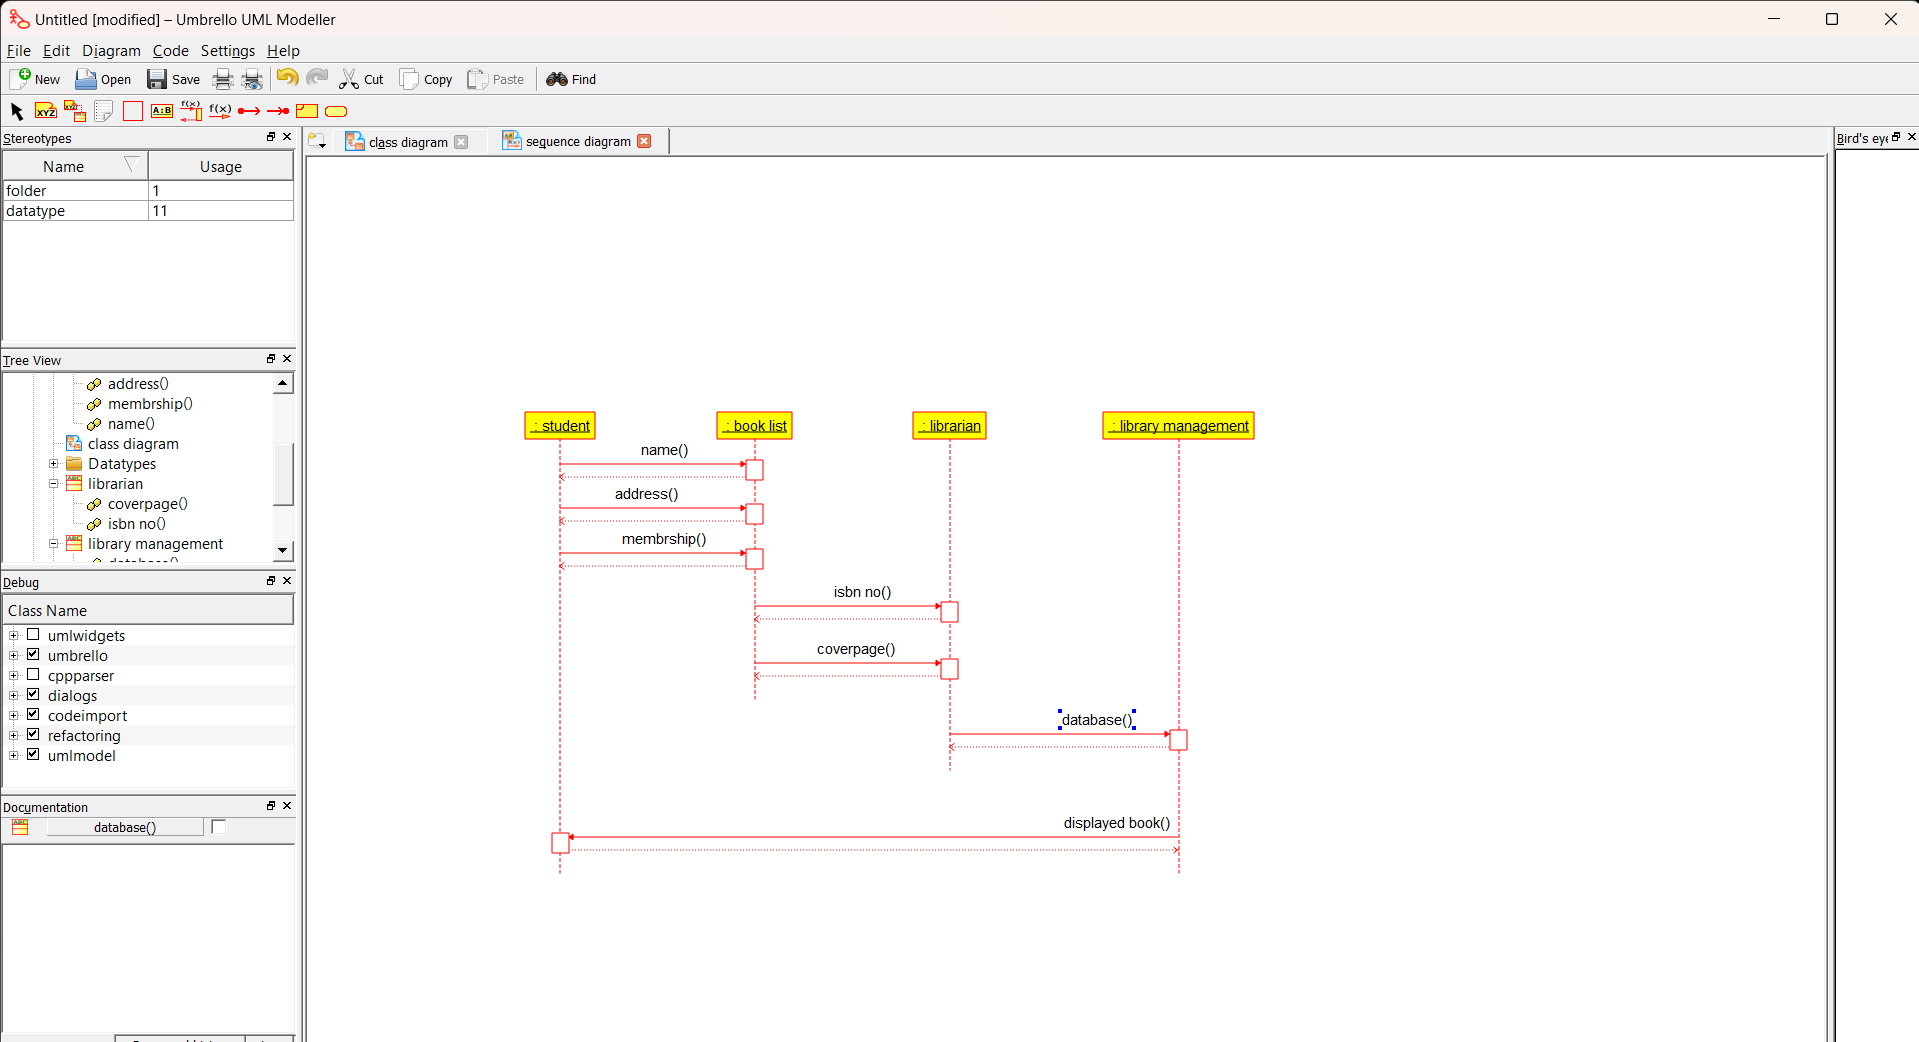 Untitled [modified] – Umbrello UML Modeller
File Edit Diagram Code Settings Help
New Open Save Cut Copy Paste Find
XYZ XYZ A:B f(x) f(x)
Stereotypes
Name Usage
folder 1
datatype 11
Tree View
address()
membrship()
name()
class diagram
Datatypes
librarian
coverpage()
isbn no()
library management
database()
Debug
Class Name
umlwidgets
umbrello
cppparser
dialogs
codeimport
refactoring
umlmodel
Documentation
database()
class diagram
sequence diagram
Bird's eye
: student
: book list
: librarian
: library management
name()
address()
membrship()
isbn no()
coverpage()
database()
displayed book()